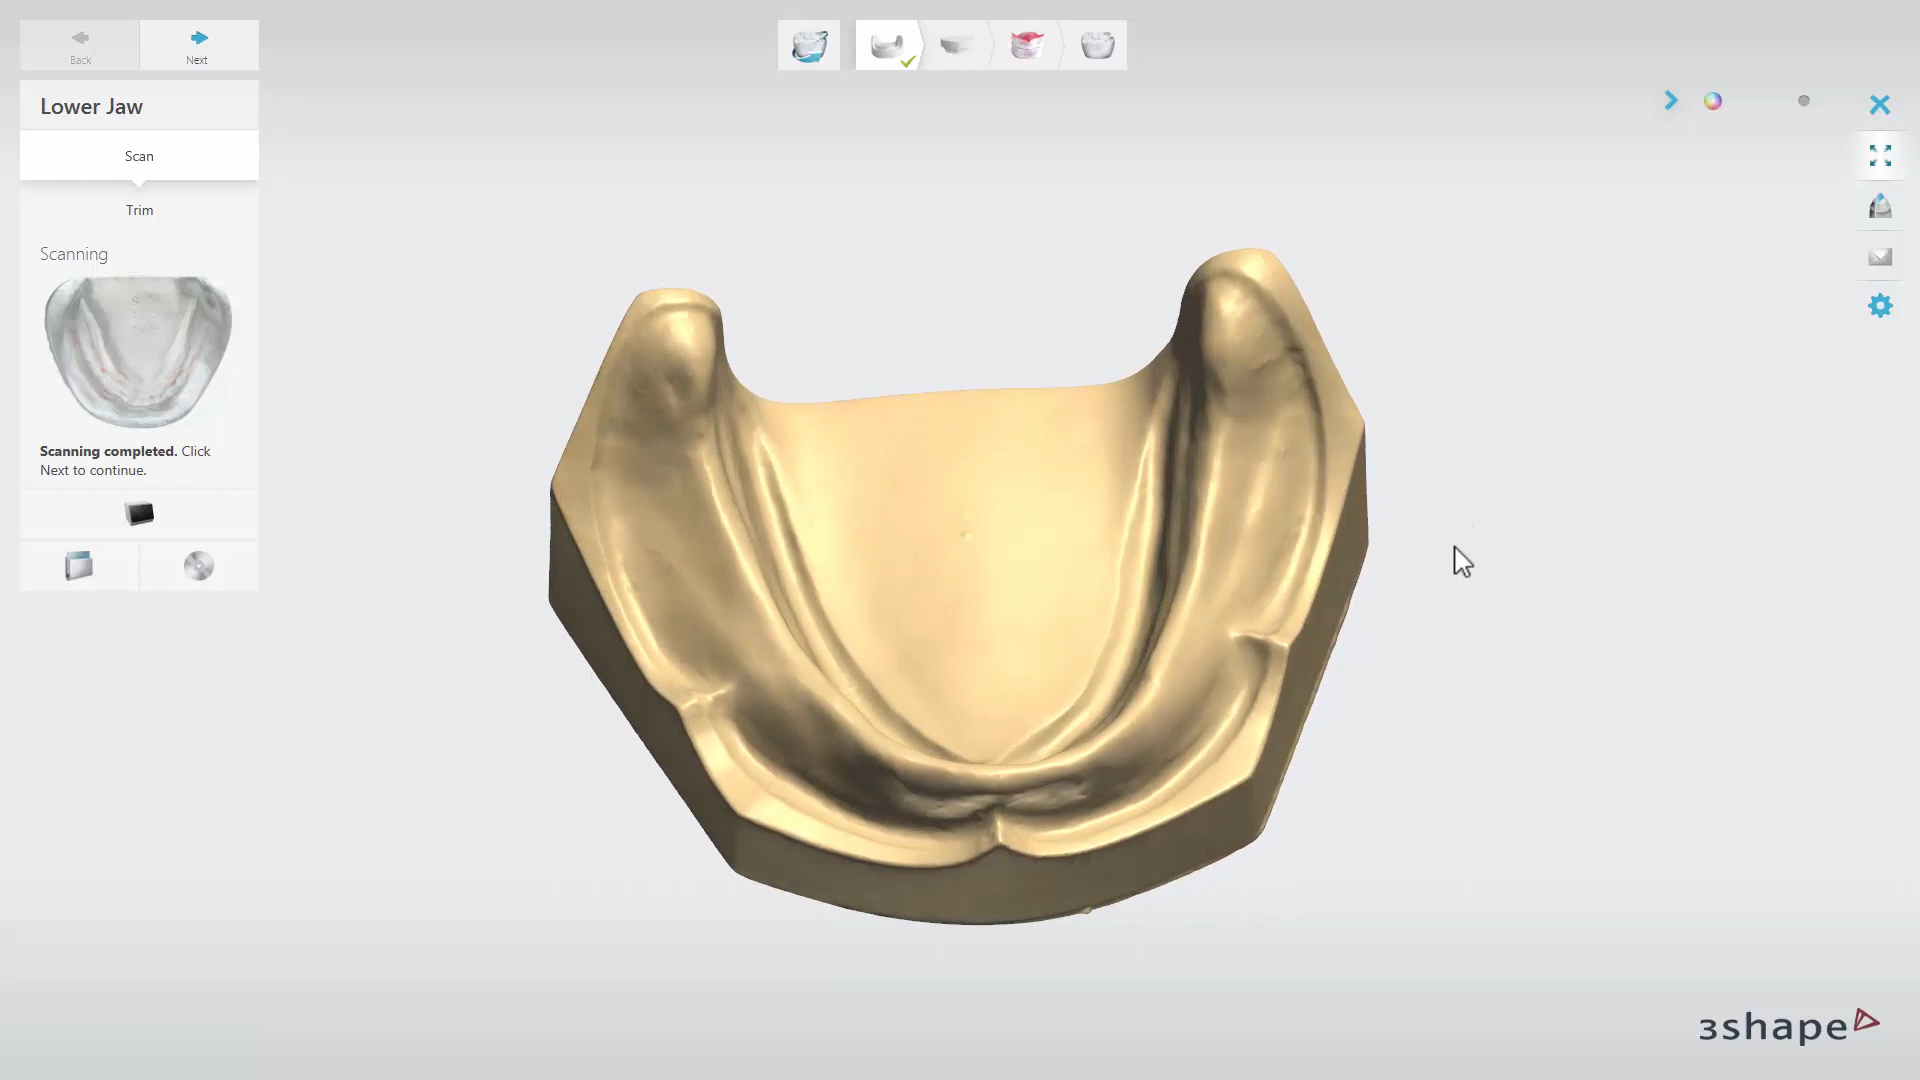 Back
Next
Lower Jaw
Scan
Trim
Scanning
Scanning completed. Click
Next to continue.
3shape